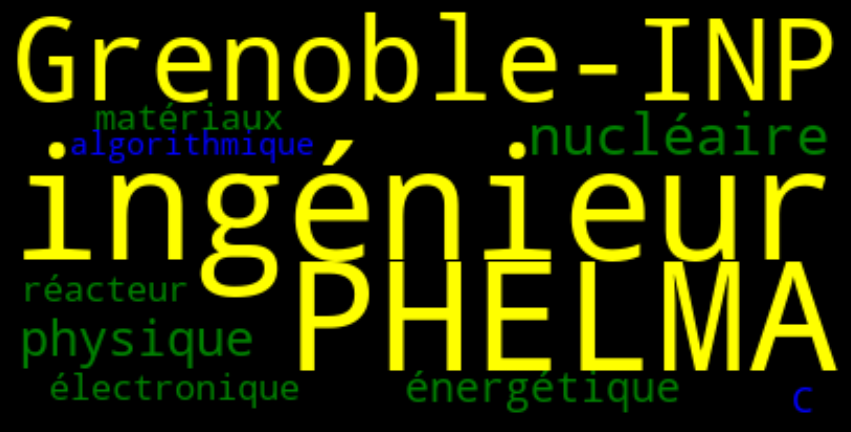 Grenoble-INP
matériaux
nucléaire
algorithmique
ingénieur
réacteur
PHELMA
physique
électronique
énergétique
C